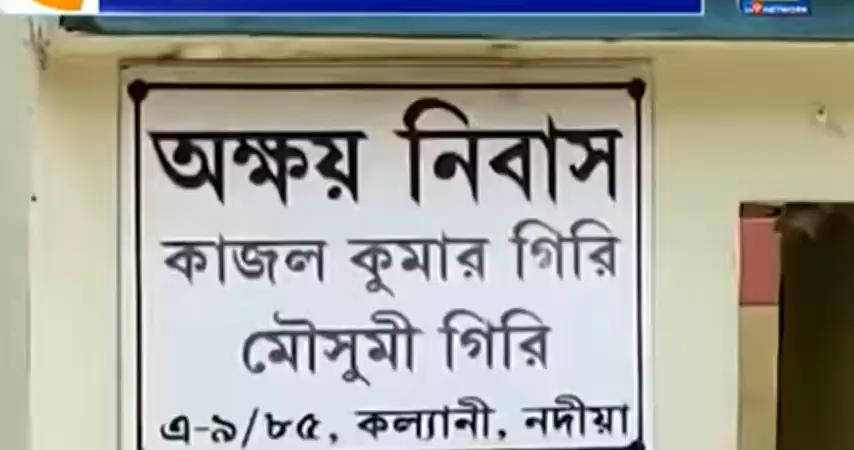 অক্ষয় নিবাস
কাজল কুমার গিরি
মৌসুমী গিরি
এ-৯/৮৫, কল্যানী, নদীয়া